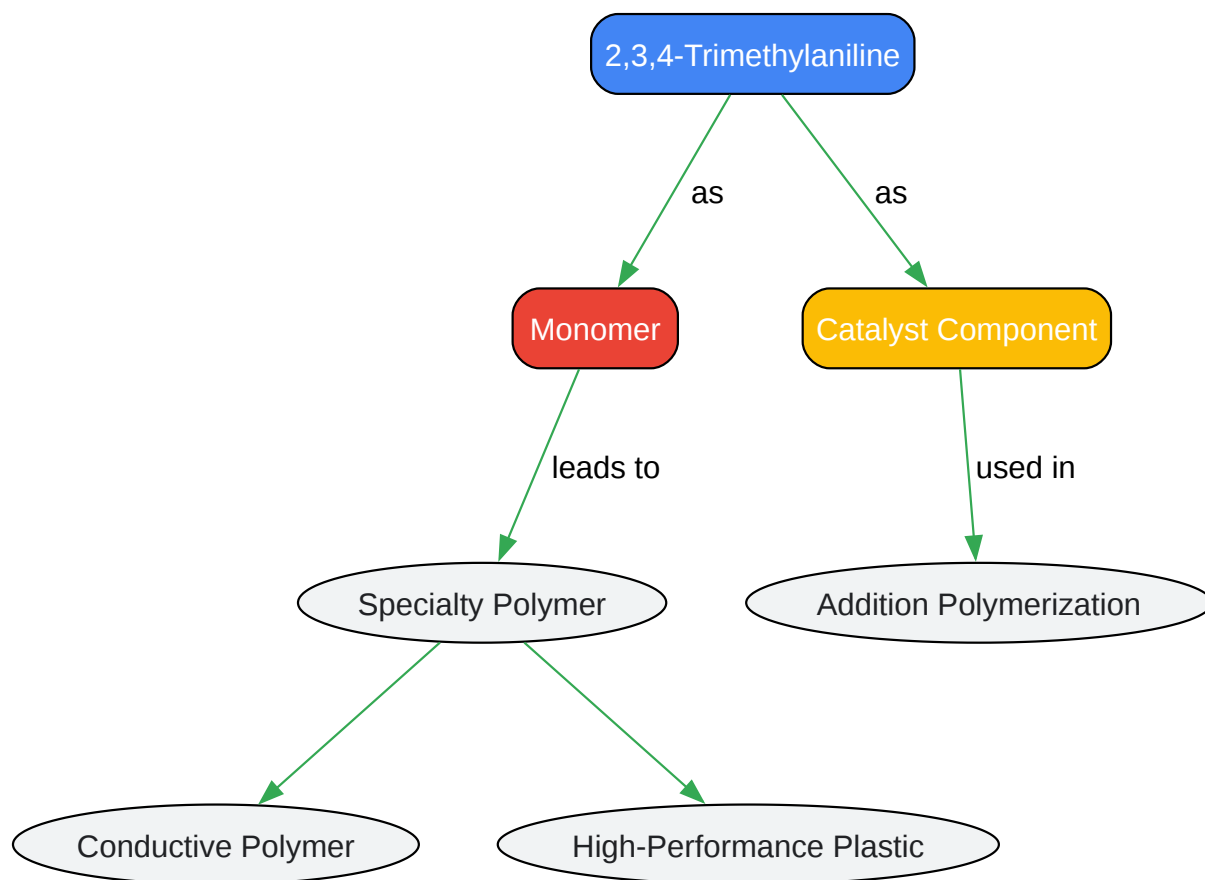 2,3,4-Trimethylaniline
as
as
Monomer
Catalyst Component
leads to
used in
Specialty Polymer
Addition Polymerization
Conductive Polymer
High-Performance Plastic